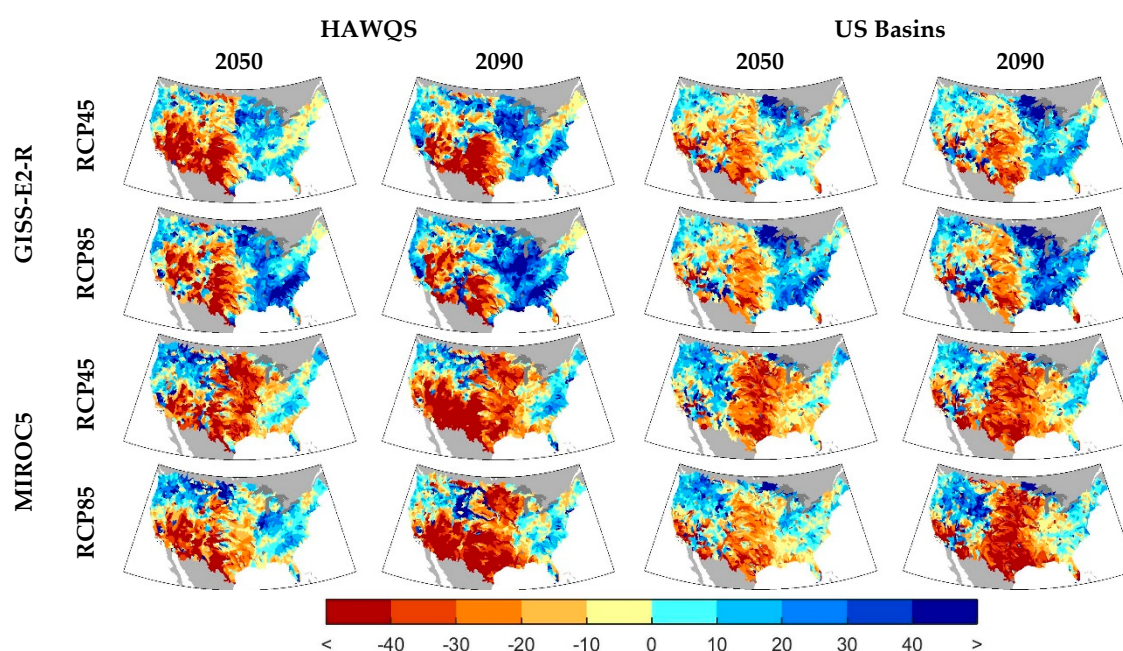 HAWQS US Basins
2050 2090 2050 2090
GISS-E2-R
RCP45
RCP85
MIROC5
RCP45
RCP85
< -40 -30 -20 -10 0 10 20 30 40 >